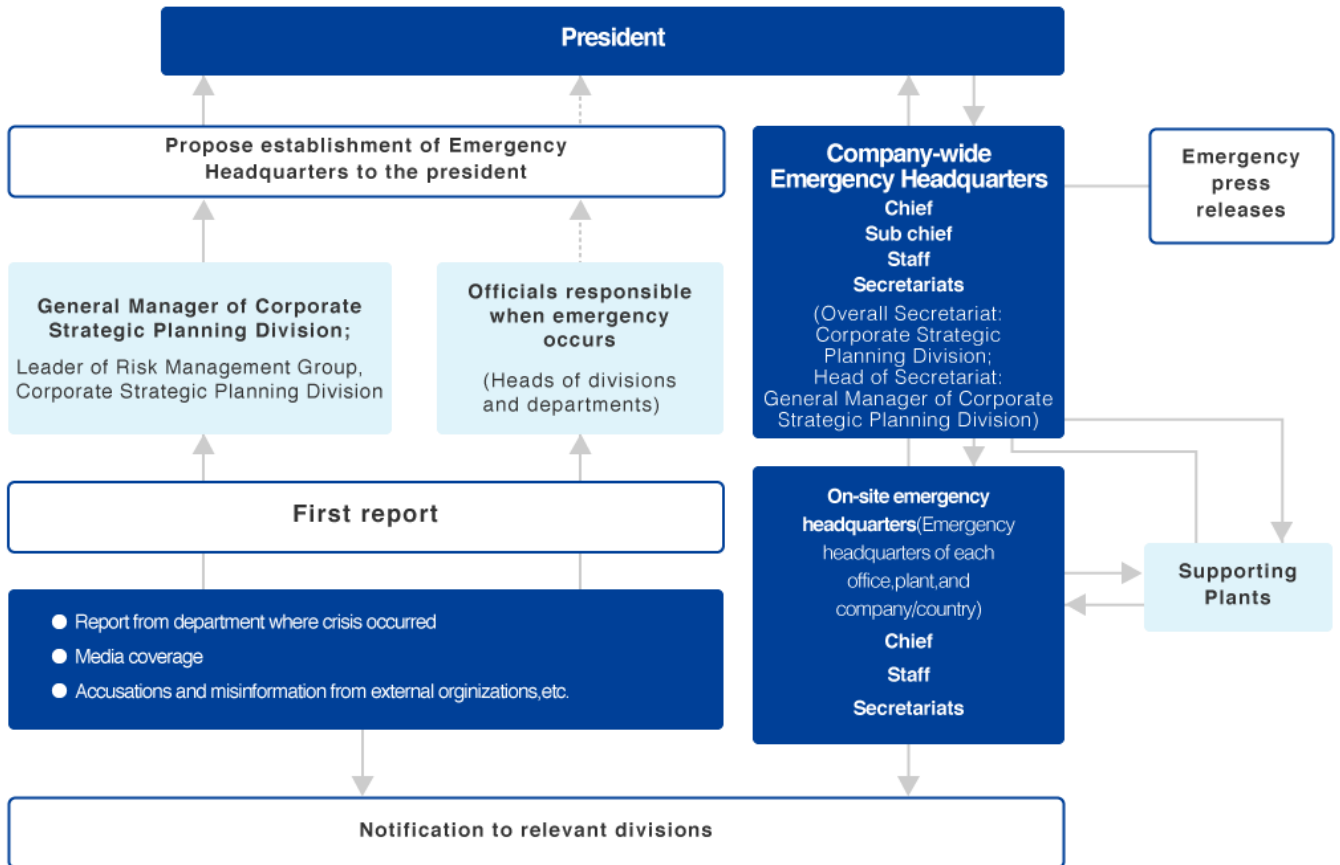 President
Propose establishment of Emergency
Headquarters to the president
General Manager of Corporate
Strategic Planning Division;
Leader of Risk Management Group,
Corporate Strategic Planning Division
Officials responsible
when emergency
occurs
(Heads of divisions
and departments)
First report
● Report from department where crisis occurred
● Media coverage
● Accusations and misinformation from external orginizations,etc.
Company-wide
Emergency Headquarters
Chief
Sub chief
Staff
Secretariats
(Overall Secretariat:
Corporate Strategic
Planning Division;
Head of Secretariat:
General Manager of Corporate
Strategic Planning Division)
Emergency
press
releases
On-site emergency
headquarters(Emergency
headquarters of each
office,plant,and
company/country)
Chief
Staff
Secretariats
Supporting
Plants
Notification to relevant divisions